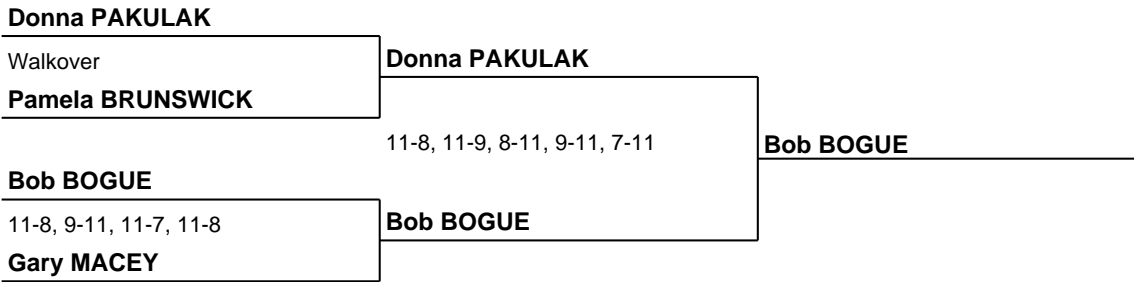 Donna PAKULAK
Walkover
Donna PAKULAK
Pamela BRUNSWICK
11-8, 11-9, 8-11, 9-11, 7-11
Bob BOGUE
Bob BOGUE
11-8, 9-11, 11-7, 11-8
Bob BOGUE
Gary MACEY